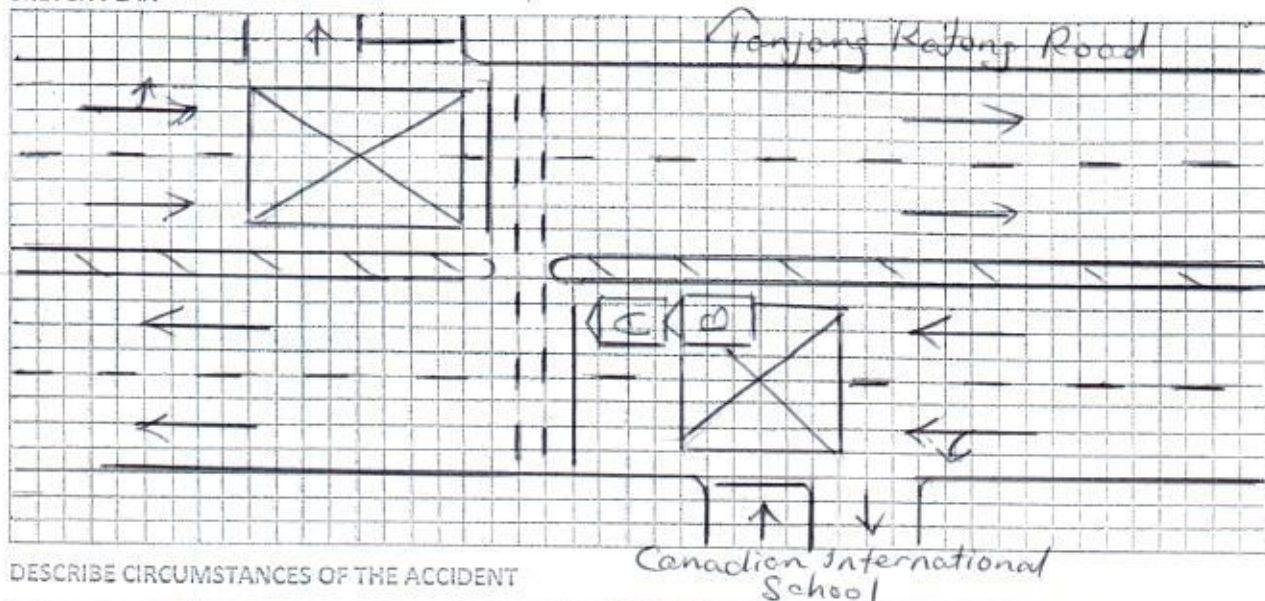 Tanjong Katong Road
B
DESCRIBE CIRCUMSTANCES OF THE ACCIDENT
Canadian International
School